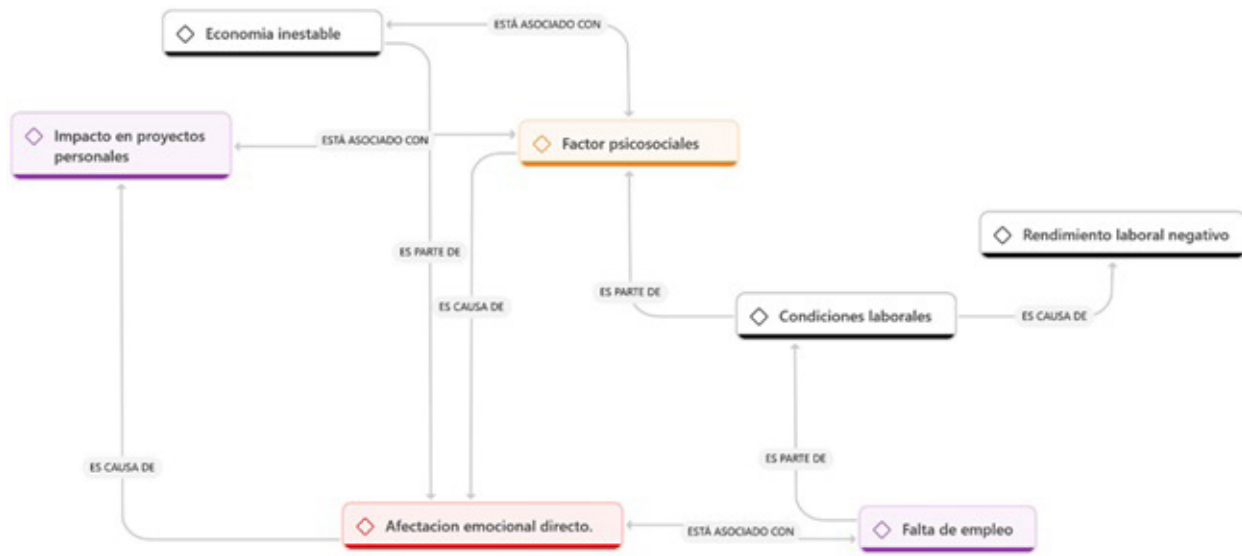 Economia inestable
ESTÁ ASOCIADO CON
Impacto en proyectos
personales
ESTÁ ASOCIADO CON
Factor psicosociales
Rendimiento laboral negativo
ES PARTE DE
ES CAUSA DE
ES PARTE DE
Condiciones laborales
ES CAUSA DE
ES CAUSA DE
ES PARTE DE
Afectacion emocional directo.
ESTÁ ASOCIADO CON
Falta de empleo